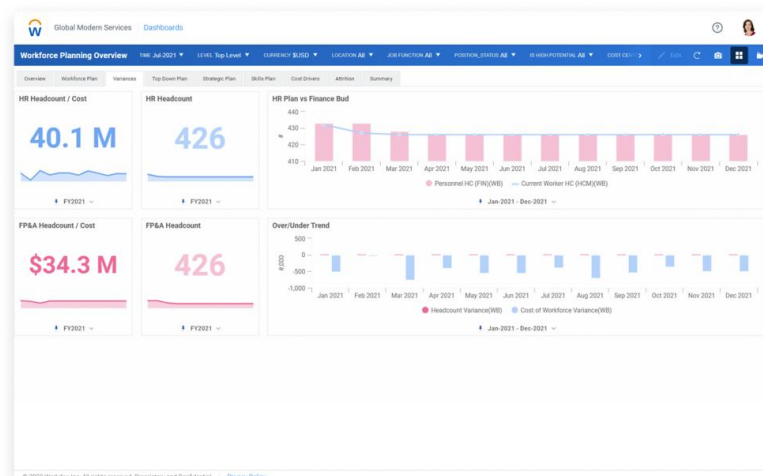 Global Modern Services Dashboards
Workforce Planning Overview TIME Jul-2021 LEVEL Top Level CURRENCY $USD LOCATION All JOB FUNCTION All POSITION_STATUS All IS HIGH POTENTIAL All COST CENT Edit
Overview Workforce Plan Variances Top Down Plan Strategic Plan Skills Plan Cost Drivers Attrition Summary
HR Headcount / Cost
40.1 M
FY2021
HR Headcount
426
FY2021
HR Plan vs Finance Bud
440
430
420
410
#
Jan 2021 Feb 2021 Mar 2021 Apr 2021 May 2021 Jun 2021 Jul 2021 Aug 2021 Sep 2021 Oct 2021 Nov 2021 Dec 2021
Personnel HC (FIN)(WB) Current Worker HC (HCM)(WB)
Jan-2021 - Dec-2021
FP&A Headcount / Cost
$34.3 M
FY2021
FP&A Headcount
426
FY2021
Over/Under Trend
500
0
-500
-1,000
#,000
Jan 2021 Feb 2021 Mar 2021 Apr 2021 May 2021 Jun 2021 Jul 2021 Aug 2021 Sep 2021 Oct 2021 Nov 2021 Dec 2021
Headcount Variance(WB) Cost of Workforce Variance(WB)
Jan-2021 - Dec-2021